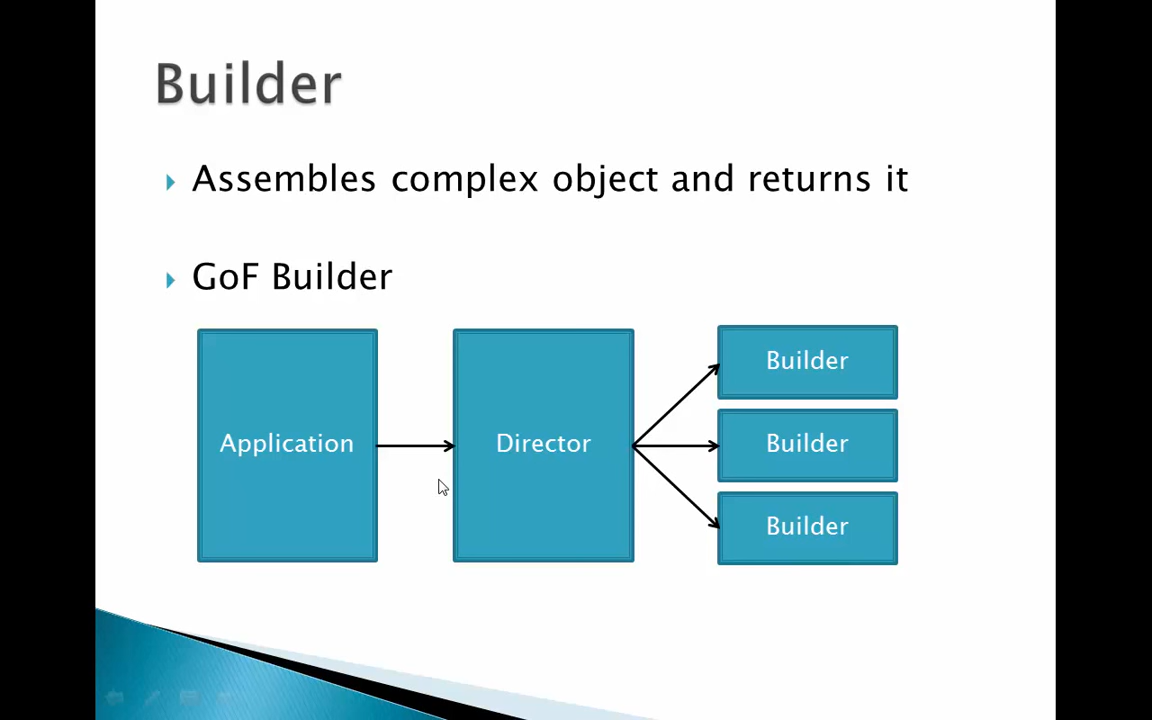 Builder
Assembles complex object and returns it
GoF Builder
Application
Director
Builder
Builder
Builder